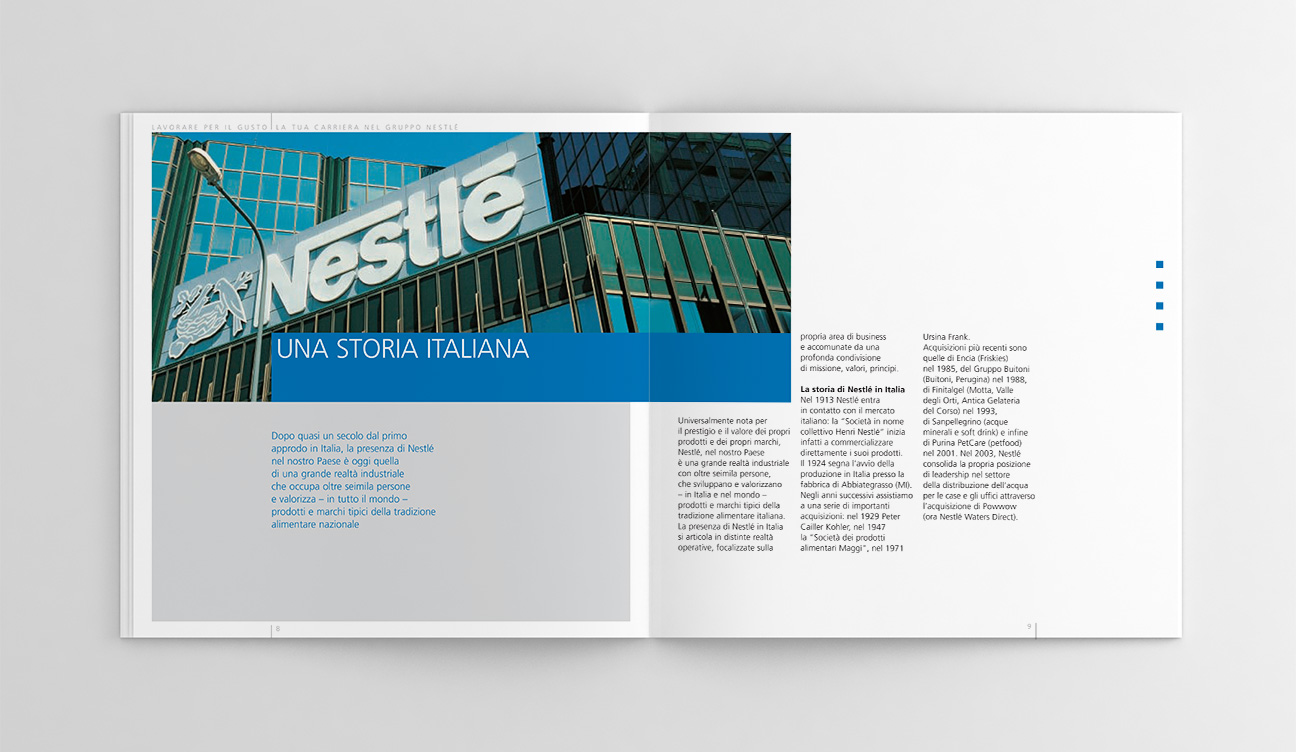 LAVORARE PER IL GUSTO LA TUA CARRIERA NEL GRUPPO NESTLÉ
Nestlé
UNA STORIA ITALIANA
Dopo quasi un secolo dal primo
approdo in Italia, la presenza di Nestlé
nel nostro Paese è oggi quella
di una grande realtà industriale
che occupa oltre seimila persone
e valorizza – in tutto il mondo –
prodotti e marchi tipici della tradizione
alimentare nazionale
8
Universalmente nota per
il prestigio e il valore dei propri
prodotti e dei propri marchi,
Nestlé, nel nostro Paese
è una grande realtà industriale
con oltre seimila persone,
che sviluppano e valorizzano
– in Italia e nel mondo –
prodotti e marchi tipici della
tradizione alimentare italiana.
La presenza di Nestlé in Italia
si articola in distinte realtà
operative, focalizzate sulla
propria area di business
e accomunate da una
profonda condivisione
di missione, valori, principi.
La storia di Nestlé in Italia
Nel 1913 Nestlé entra
in contatto con il mercato
italiano: la "Società in nome
collettivo Henri Nestlé" inizia
infatti a commercializzare
direttamente i suoi prodotti.
Il 1924 segna l'avvio della
produzione in Italia presso la
fabbrica di Abbiategrasso (MI).
Negli anni successivi assistiamo
a una serie di importanti
acquisizioni: nel 1929 Peter
Cailler Kohler, nel 1947
la "Società dei prodotti
alimentari Maggi", nel 1971
Ursina Frank.
Acquisizioni più recenti sono
quelle di Encia (Friskies)
nel 1985, del Gruppo Buitoni
(Buitoni, Perugina) nel 1988,
di Finitalgel (Motta, Valle
degli Orti, Antica Gelateria
del Corso) nel 1993,
di Sanpellegrino (acque
minerali e soft drink) e infine
di Purina PetCare (petfood)
nel 2001. Nel 2003, Nestlé
consolida la propria posizione
di leadership nel settore
della distribuzione dell'acqua
per le case e gli uffici attraverso
l'acquisizione di Powwow
(ora Nestlé Waters Direct).
9